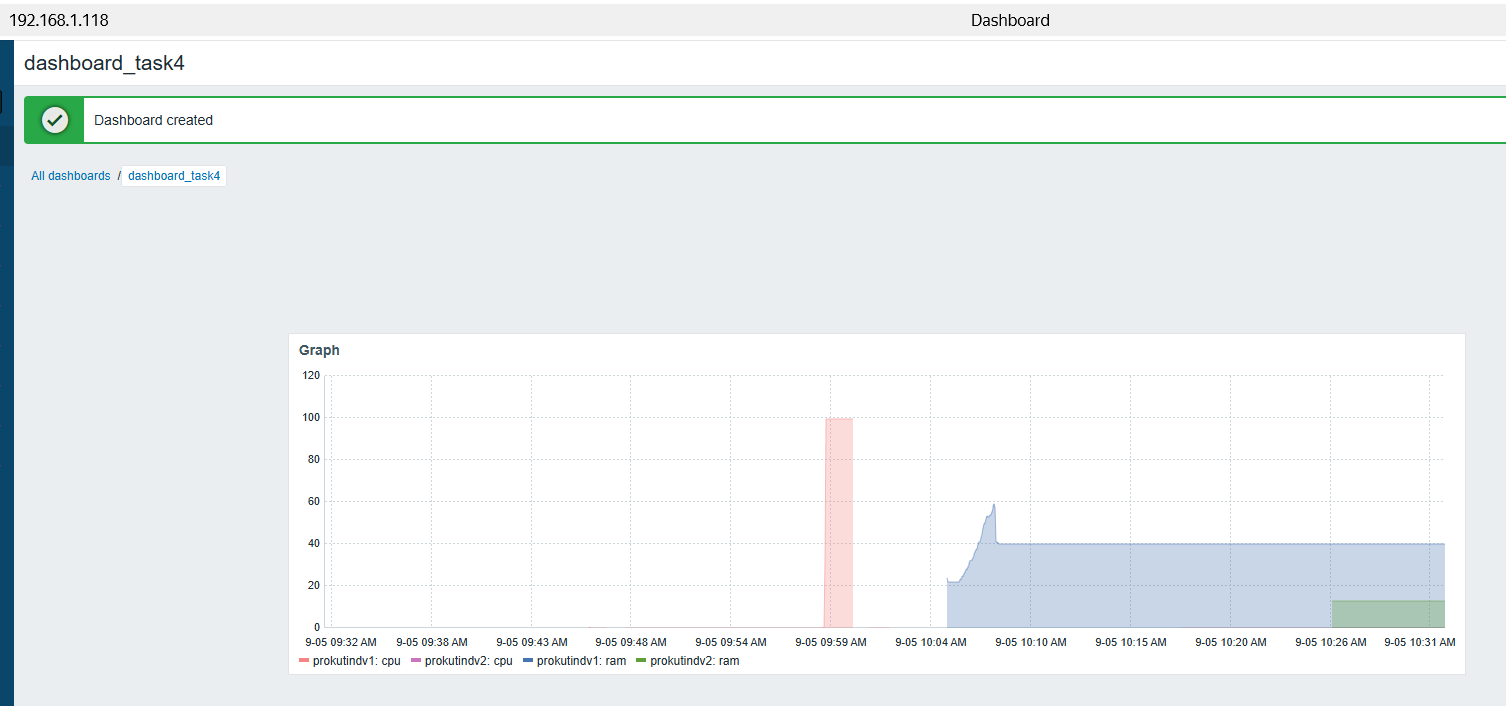 192.168.1.118 Dashboard
dashboard_task4
Dashboard created
All dashboards / dashboard_task4
Graph
120
100
80
60
40
20
0
9-05 09:32 AM 9-05 09:38 AM 9-05 09:43 AM 9-05 09:48 AM 9-05 09:54 AM 9-05 09:59 AM 9-05 10:04 AM 9-05 10:10 AM 9-05 10:15 AM 9-05 10:20 AM 9-05 10:26 AM 9-05 10:31 AM
prokutindv1: cpu prokutindv2: cpu prokutindv1: ram prokutindv2: ram